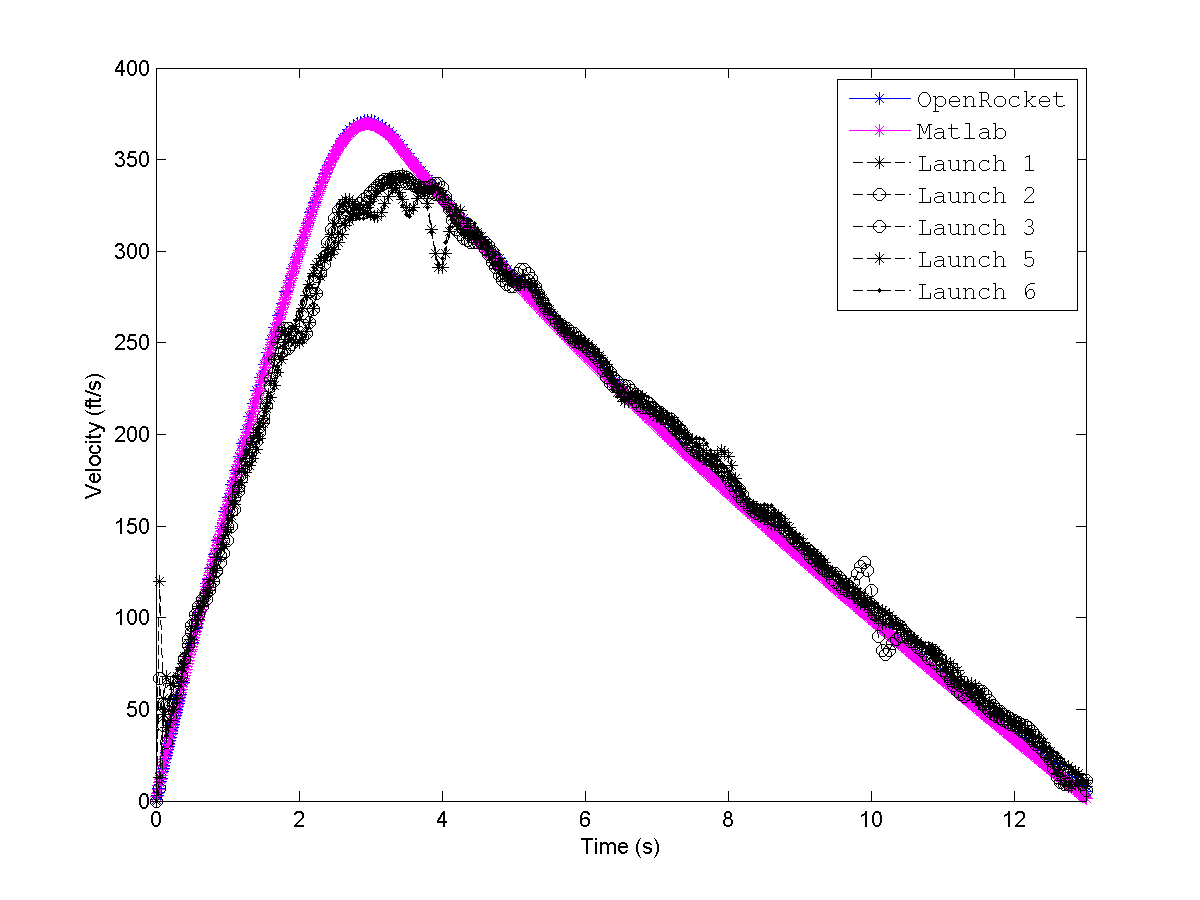 400
350
300
250
200
150
100
50
0
Velocity (ft/s)
0 2 4 6 8 10 12
Time (s)
OpenRocket
Matlab
Launch 1
Launch 2
Launch 3
Launch 5
Launch 6